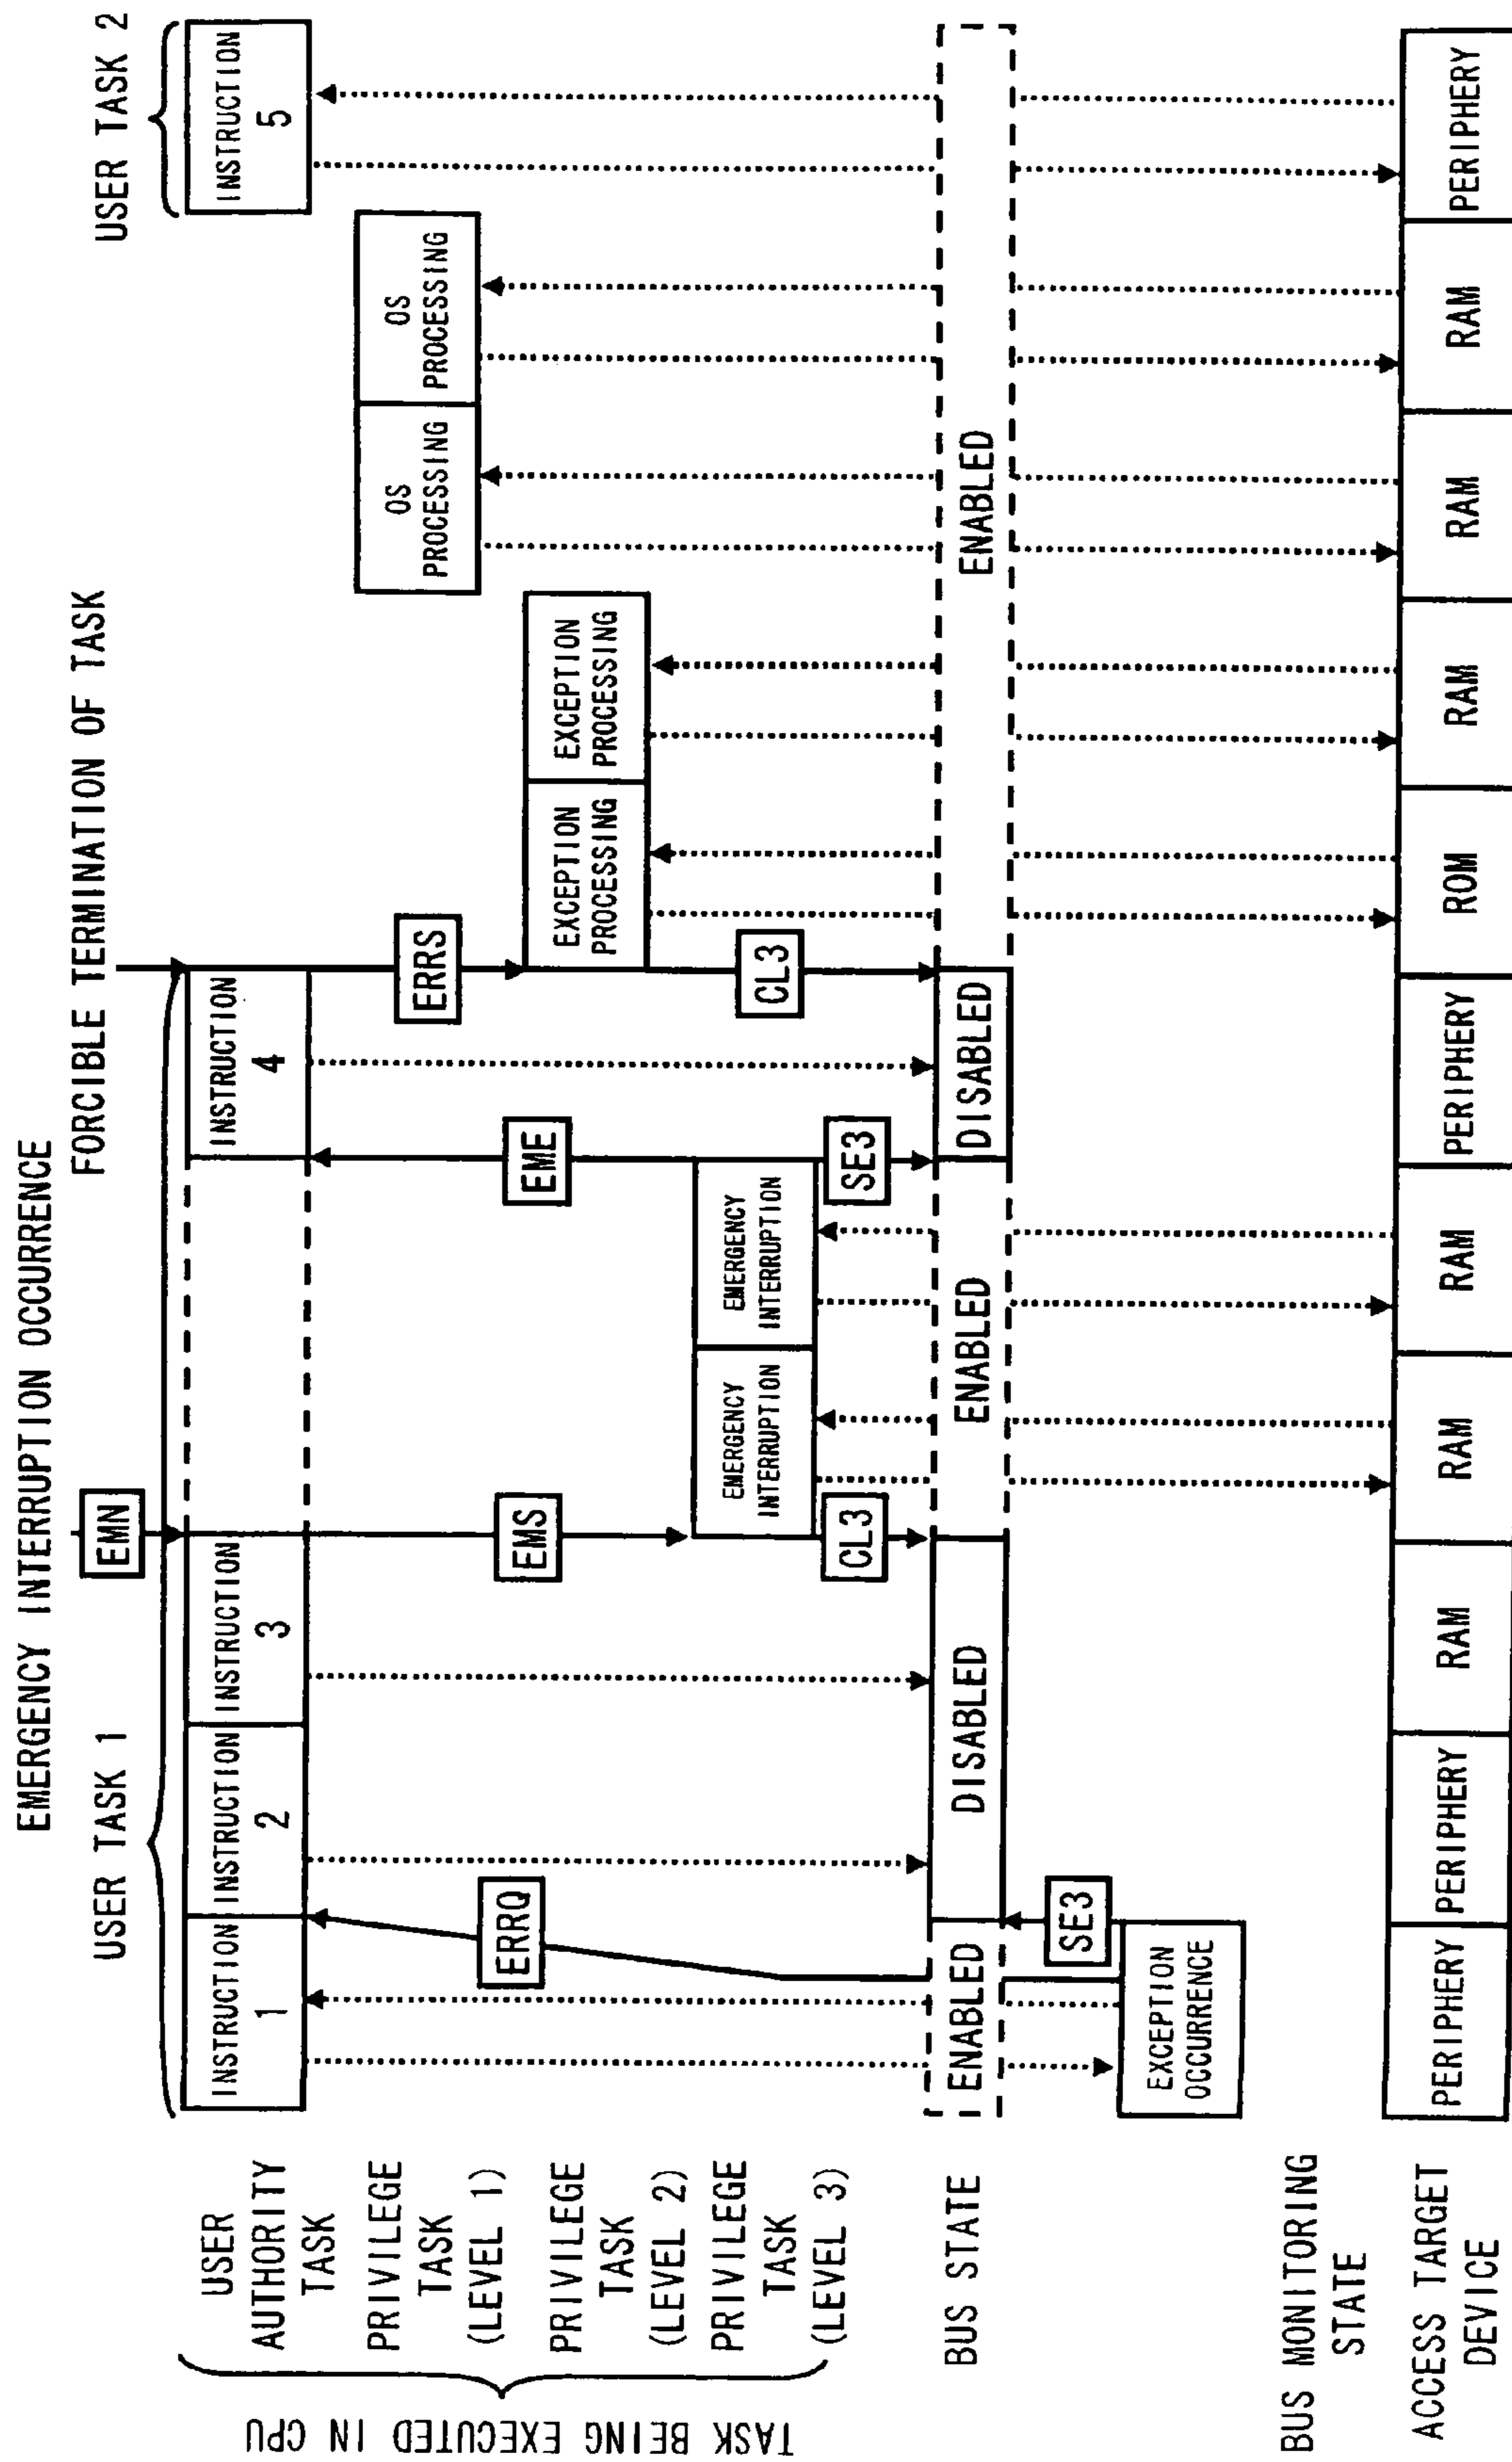 EMERGENCY INTERRUPTION OCCURRENCE
FORCIBLE TERMINATION OF TASK
USER TASK 1
EMN
USER TASK 2
TASK BEING EXECUTED IN CPU
USER
AUTHORITY
TASK
INSTRUCTION
1
INSTRUCTION
2
INSTRUCTION
3
INSTRUCTION
4
INSTRUCTION
5
PRIVILEGE
TASK
(LEVEL 1)
OS
PROCESSING
OS
PROCESSING
ERRQ
EMS
EME
ERRS
PRIVILEGE
TASK
(LEVEL 2)
EXCEPTION
PROCESSING
EXCEPTION
PROCESSING
PRIVILEGE
TASK
(LEVEL 3)
EMERGENCY
INTERRUPTION
EMERGENCY
INTERRUPTION
CL3
SE3
CL3
BUS STATE
ENABLED
DISABLED
ENABLED
DISABLED
ENABLED
SE3
BUS MONITORING
STATE
EXCEPTION
OCCURRENCE
ACCESS TARGET
DEVICE
PERIPHERY
PERIPHERY
RAM
RAM
RAM
PERIPHERY
ROM
RAM
RAM
RAM
PERIPHERY